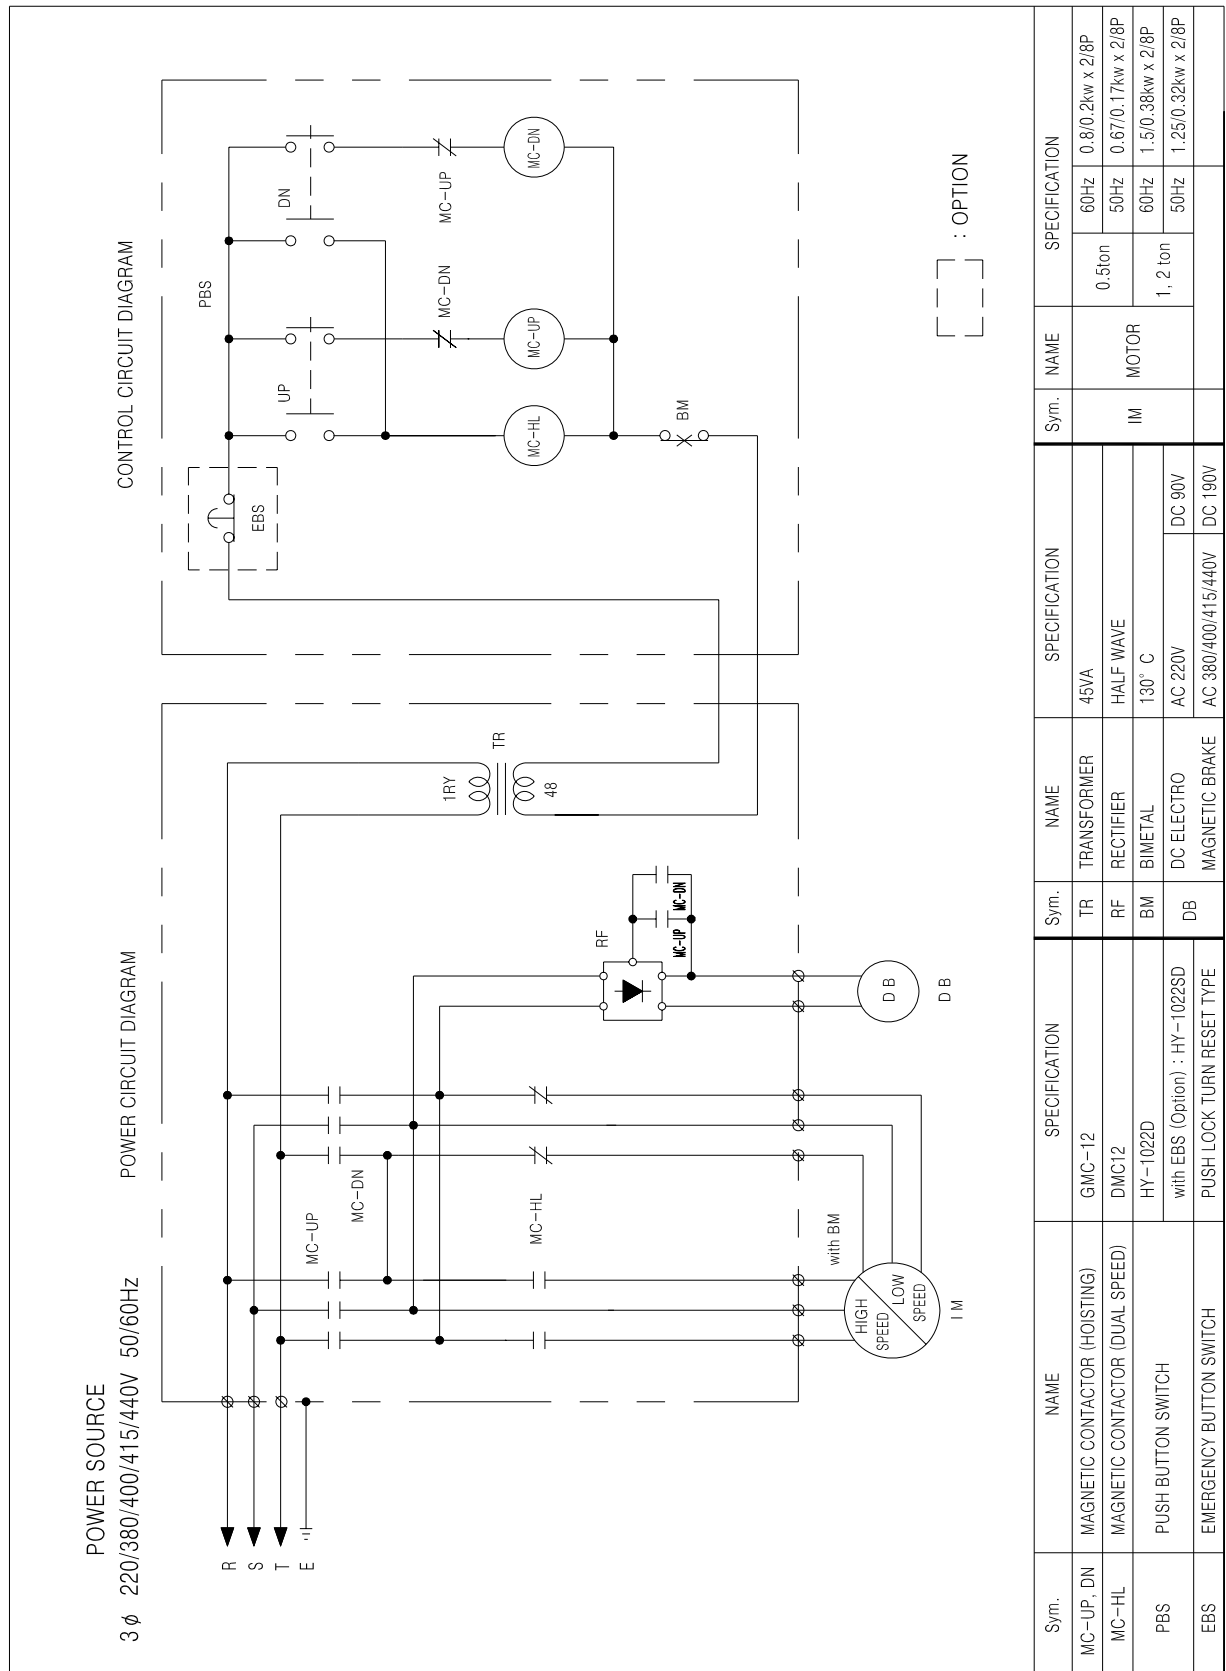 POWER SOURCE
3φ 220/380/400/415/440V 50/60Hz
POWER CIRCUIT DIAGRAM
CONTROL CIRCUIT DIAGRAM
R
S
T
E
MC-UP
MC-DN
MC-HL
with BM
HIGH SPEED
LOW SPEED
IM
RF
MC-UP
MC-DN
DB
DB
1RY
TR
48
EBS
PBS
UP
DN
MC-DN
MC-UP
MC-HL
MC-UP
MC-DN
BM
: OPTION
Sym. NAME SPECIFICATION Sym. NAME SPECIFICATION Sym. NAME SPECIFICATION
MC-UP, DN MAGNETIC CONTACTOR (HOISTING) GMC-12 TR TRANSFORMER 45VA IM MOTOR 0.5ton 60Hz 0.8/0.2kw x 2/8P
MC-HL MAGNETIC CONTACTOR (DUAL SPEED) DMC12 RF RECTIFIER HALF WAVE 50Hz 0.67/0.17kw x 2/8P
PBS PUSH BUTTON SWITCH HY-1022D BM BIMETAL 130° C 1, 2 ton 60Hz 1.5/0.38kw x 2/8P
with EBS (Option) : HY-1022SD DB DC ELECTRO AC 220V DC 90V 50Hz 1.25/0.32kw x 2/8P
EBS EMERGENCY BUTTON SWITCH PUSH LOCK TURN RESET TYPE MAGNETIC BRAKE AC 380/400/415/440V DC 190V